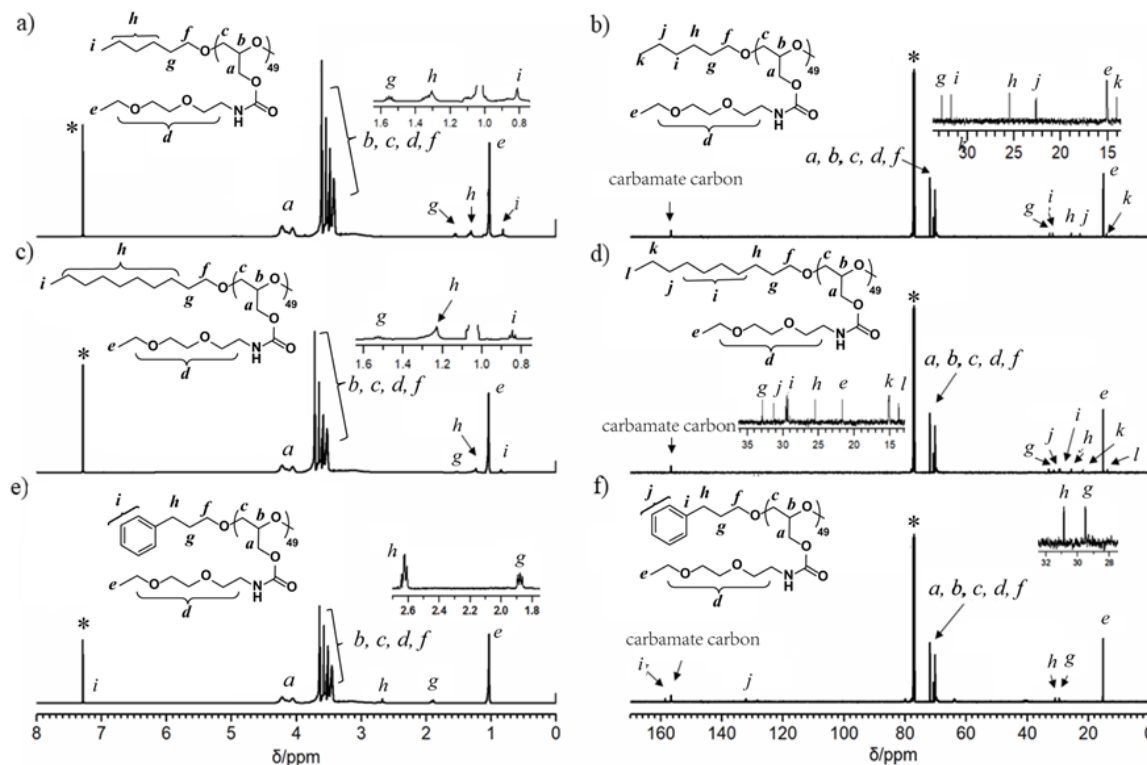 a)
h
i
f
g
c
b
a
O
O
49
O
e
O
O
N
H
O
d
*
g
h
i
1.6
1.4
1.2
1.0
0.8
b, c, d, f
e
a
g
h
i
b)
j
h
k
i
g
f
c
b
a
O
O
49
O
e
O
O
N
H
O
d
*
g
i
h
j
e
k
30
25
20
15
a, b, c, d, f
carbamate carbon
e
g
i
h
j
k
c)
h
i
f
g
c
b
a
O
O
49
O
e
O
O
N
H
O
d
*
g
h
i
1.6
1.4
1.2
1.0
0.8
b, c, d, f
e
a
g
h
i
d)
k
h
l
j
i
g
f
c
b
a
O
O
49
O
e
O
O
N
H
O
d
*
g
j
i
h
e
k
l
35
30
25
20
15
a, b, c, d, f
carbamate carbon
e
g
j
i
h
k
l
e)
i
h
f
g
c
b
a
O
O
49
O
e
O
O
N
H
O
d
*
h
g
2.6
2.4
2.2
2.0
1.8
b, c, d, f
e
i
a
h
g
8
7
6
5
4
3
2
1
0
δ/ppm
f)
j
i
h
f
g
c
b
a
O
O
49
O
e
O
O
N
H
O
d
*
h
g
32
31
30
29
28
a, b, c, d, f
carbamate carbon
i
j
h
g
e
160
140
120
100
80
60
40
20
0
δ/ppm